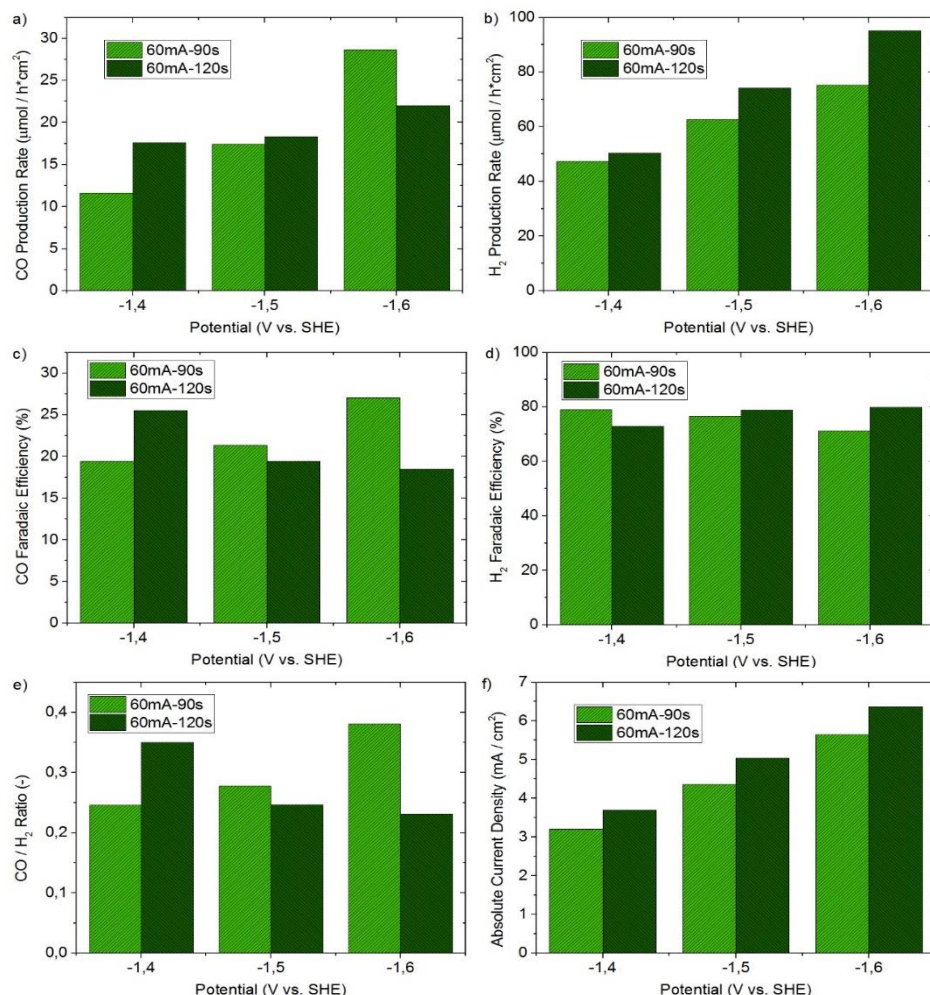 a)
CO Production Rate (μmol / h*cm²)
30
25
20
15
10
5
0
60mA-90s
60mA-120s
-1,4
-1,5
-1,6
Potential (V vs. SHE)
b)
H₂ Production Rate (μmol / h*cm²)
100
80
60
40
20
0
60mA-90s
60mA-120s
-1,4
-1,5
-1,6
Potential (V vs. SHE)
c)
CO Faradaic Efficiency (%)
30
25
20
15
10
5
0
60mA-90s
60mA-120s
-1,4
-1,5
-1,6
Potential (V vs. SHE)
d)
H₂ Faradaic Efficiency (%)
100
80
60
40
20
0
60mA-90s
60mA-120s
-1,4
-1,5
-1,6
Potential (V vs. SHE)
e)
CO / H₂ Ratio (-)
0,4
0,3
0,2
0,1
0,0
60mA-90s
60mA-120s
-1,4
-1,5
-1,6
Potential (V vs. SHE)
f)
Absolute Current Density (mA / cm²)
7
6
5
4
3
2
1
0
60mA-90s
60mA-120s
-1,4
-1,5
-1,6
Potential (V vs. SHE)